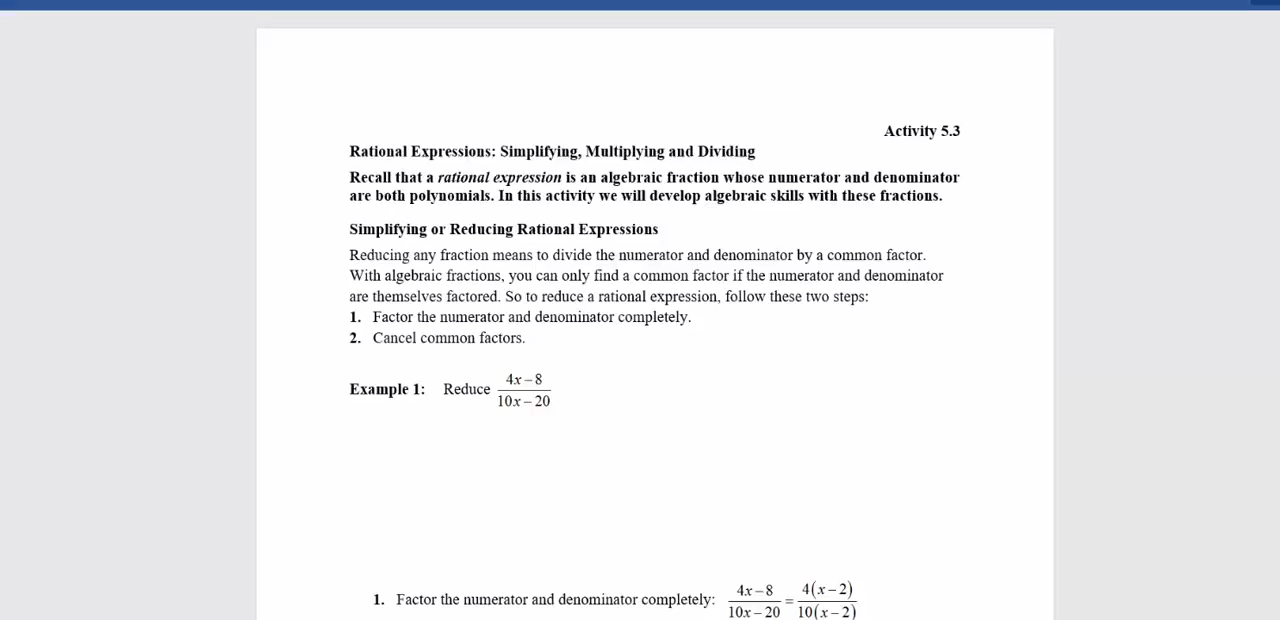 Activity 5.3
Rational Expressions: Simplifying, Multiplying and Dividing
Recall that a rational expression is an algebraic fraction whose numerator and denominator
are both polynomials. In this activity we will develop algebraic skills with these fractions.
Simplifying or Reducing Rational Expressions
Reducing any fraction means to divide the numerator and denominator by a common factor.
With algebraic fractions, you can only find a common factor if the numerator and denominator
are themselves factored. So to reduce a rational expression, follow these two steps:
1. Factor the numerator and denominator completely.
2. Cancel common factors.
4x – 8
Example 1: Reduce
10x – 20
4x – 8 4(x – 2)
1. Factor the numerator and denominator completely: =
10x – 20 10(x – 2)